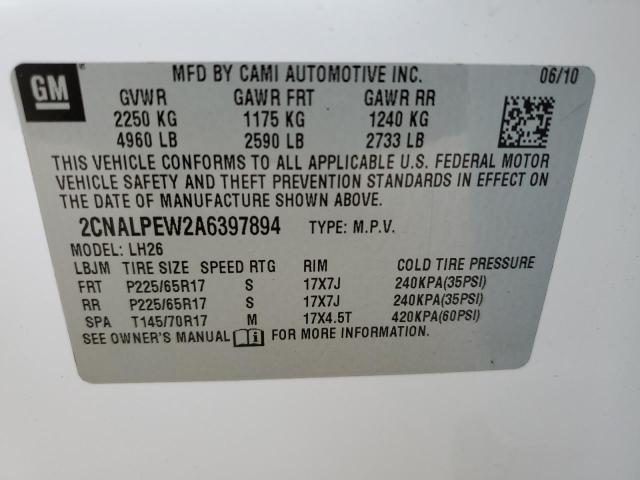 GM
MFD BY CAMI AUTOMOTIVE INC. 06/10
GVWR GAWR FRT GAWR RR
2250 KG 1175 KG 1240 KG
4960 LB 2590 LB 2733 LB
THIS VEHICLE CONFORMS TO ALL APPLICABLE U.S. FEDERAL MOTOR
VEHICLE SAFETY AND THEFT PREVENTION STANDARDS IN EFFECT ON
THE DATE OF MANUFACTURE SHOWN ABOVE.
2CNALPEW2A6397894 TYPE: M.P.V.
MODEL: LH26
LBJM TIRE SIZE SPEED RTG RIM COLD TIRE PRESSURE
FRT P225/65R17 S 17X7J 240KPA(35PSI)
RR P225/65R17 S 17X7J 240KPA(35PSI)
SPA T145/70R17 M 17X4.5T 420KPA(60PSI)
SEE OWNER'S MANUAL i FOR MORE INFORMATION.